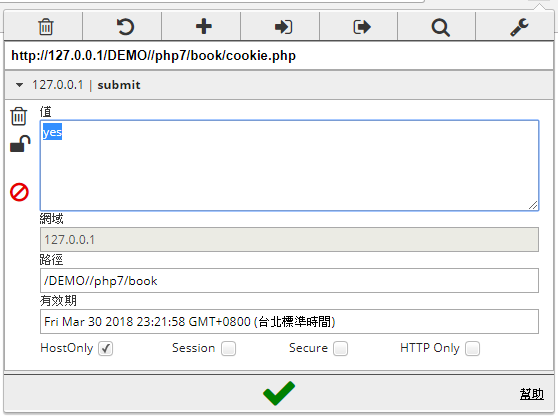 http://127.0.0.1/DEMO//php7/book/cookie.php
127.0.0.1 | submit
值
yes
網域
127.0.0.1
路徑
/DEMO//php7/book
有效期
Fri Mar 30 2018 23:21:58 GMT+0800 (台北標準時間)
HostOnly Session Secure HTTP Only
幫助